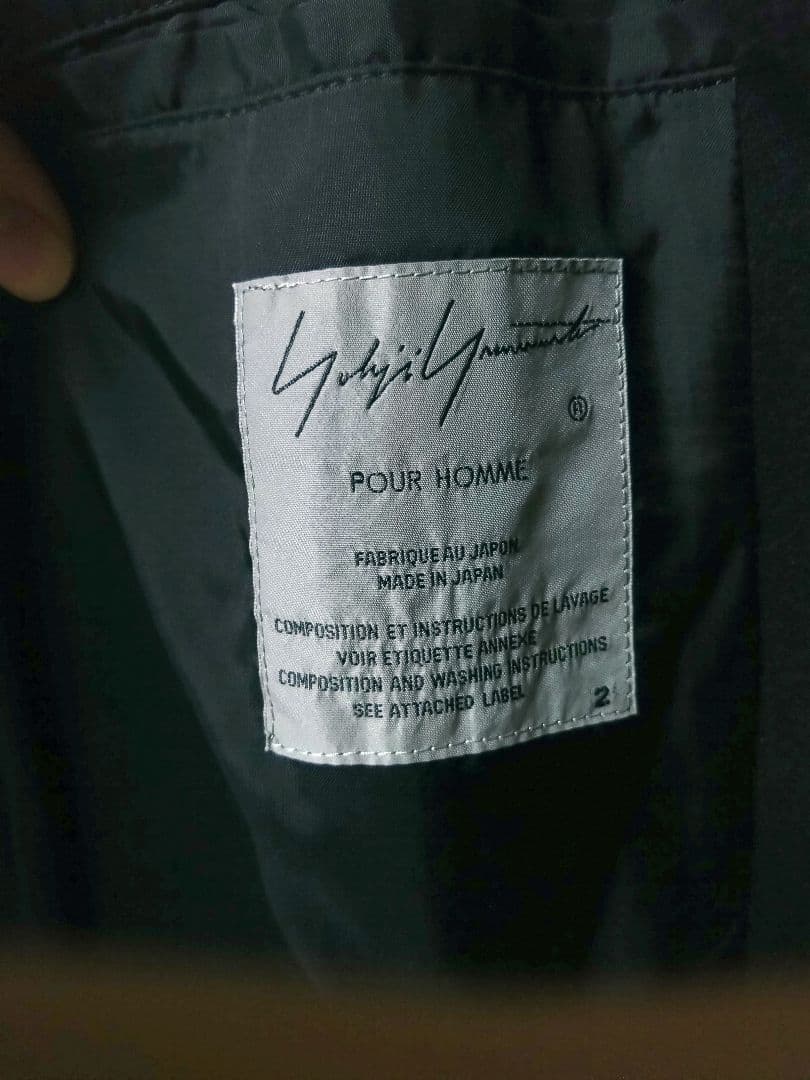 Yohji Yamamoto
®
POUR HOMME
FABRIQUE AU JAPON
MADE IN JAPAN
COMPOSITION ET INSTRUCTIONS DE LAVAGE
VOIR ETIQUETTE ANNEXE
COMPOSITION AND WASHING INSTRUCTIONS
SEE ATTACHED LABEL
2